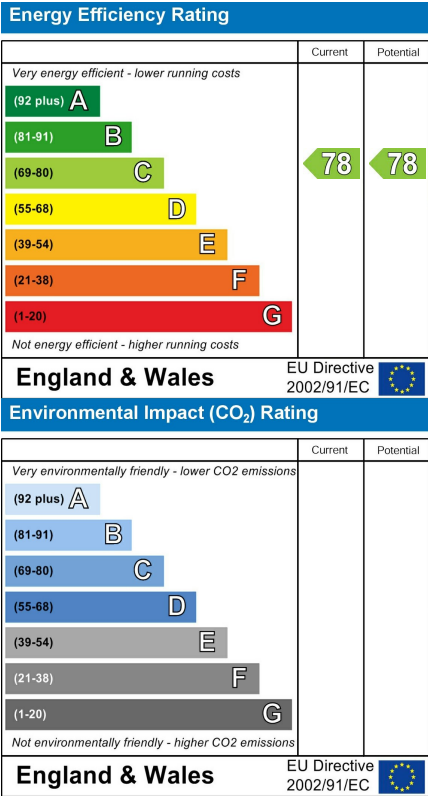 Energy Efficiency Rating
Current Potential
Very energy efficient - lower running costs
(92 plus) A
(81-91) B
(69-80) C
78 78
(55-68) D
(39-54) E
(21-38) F
(1-20) G
Not energy efficient - higher running costs
England & Wales
EU Directive
2002/91/EC
Environmental Impact (CO₂) Rating
Current Potential
Very environmentally friendly - lower CO2 emissions
(92 plus) A
(81-91) B
(69-80) C
(55-68) D
(39-54) E
(21-38) F
(1-20) G
Not environmentally friendly - higher CO2 emissions
England & Wales
EU Directive
2002/91/EC